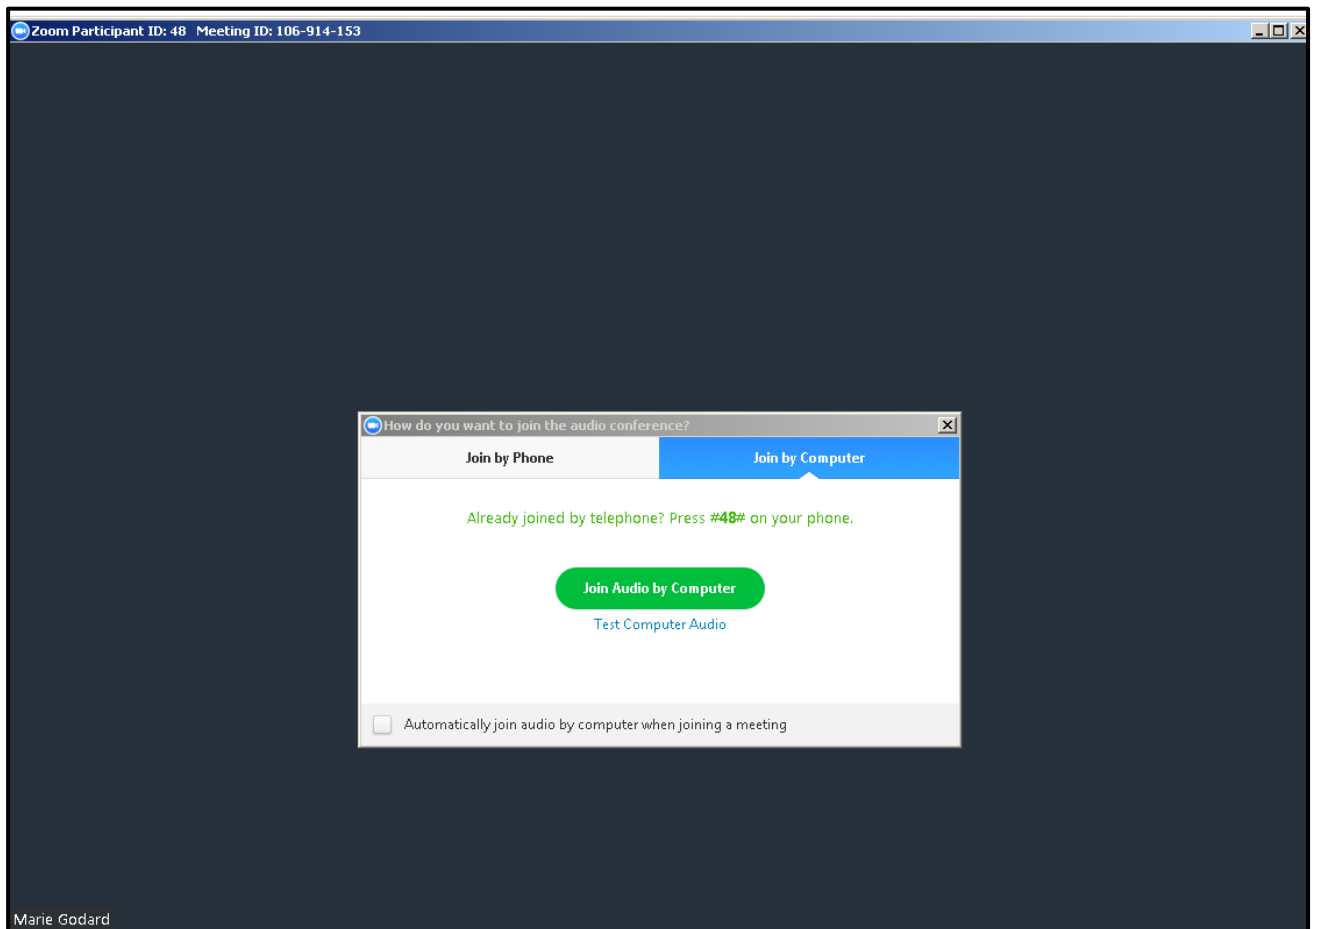 Zoom Participant ID: 48 Meeting ID: 106-914-153
How do you want to join the audio conference?
Join by Phone
Join by Computer
Already joined by telephone? Press #48# on your phone.
Join Audio by Computer
Test Computer Audio
Automatically join audio by computer when joining a meeting
Marie Godard